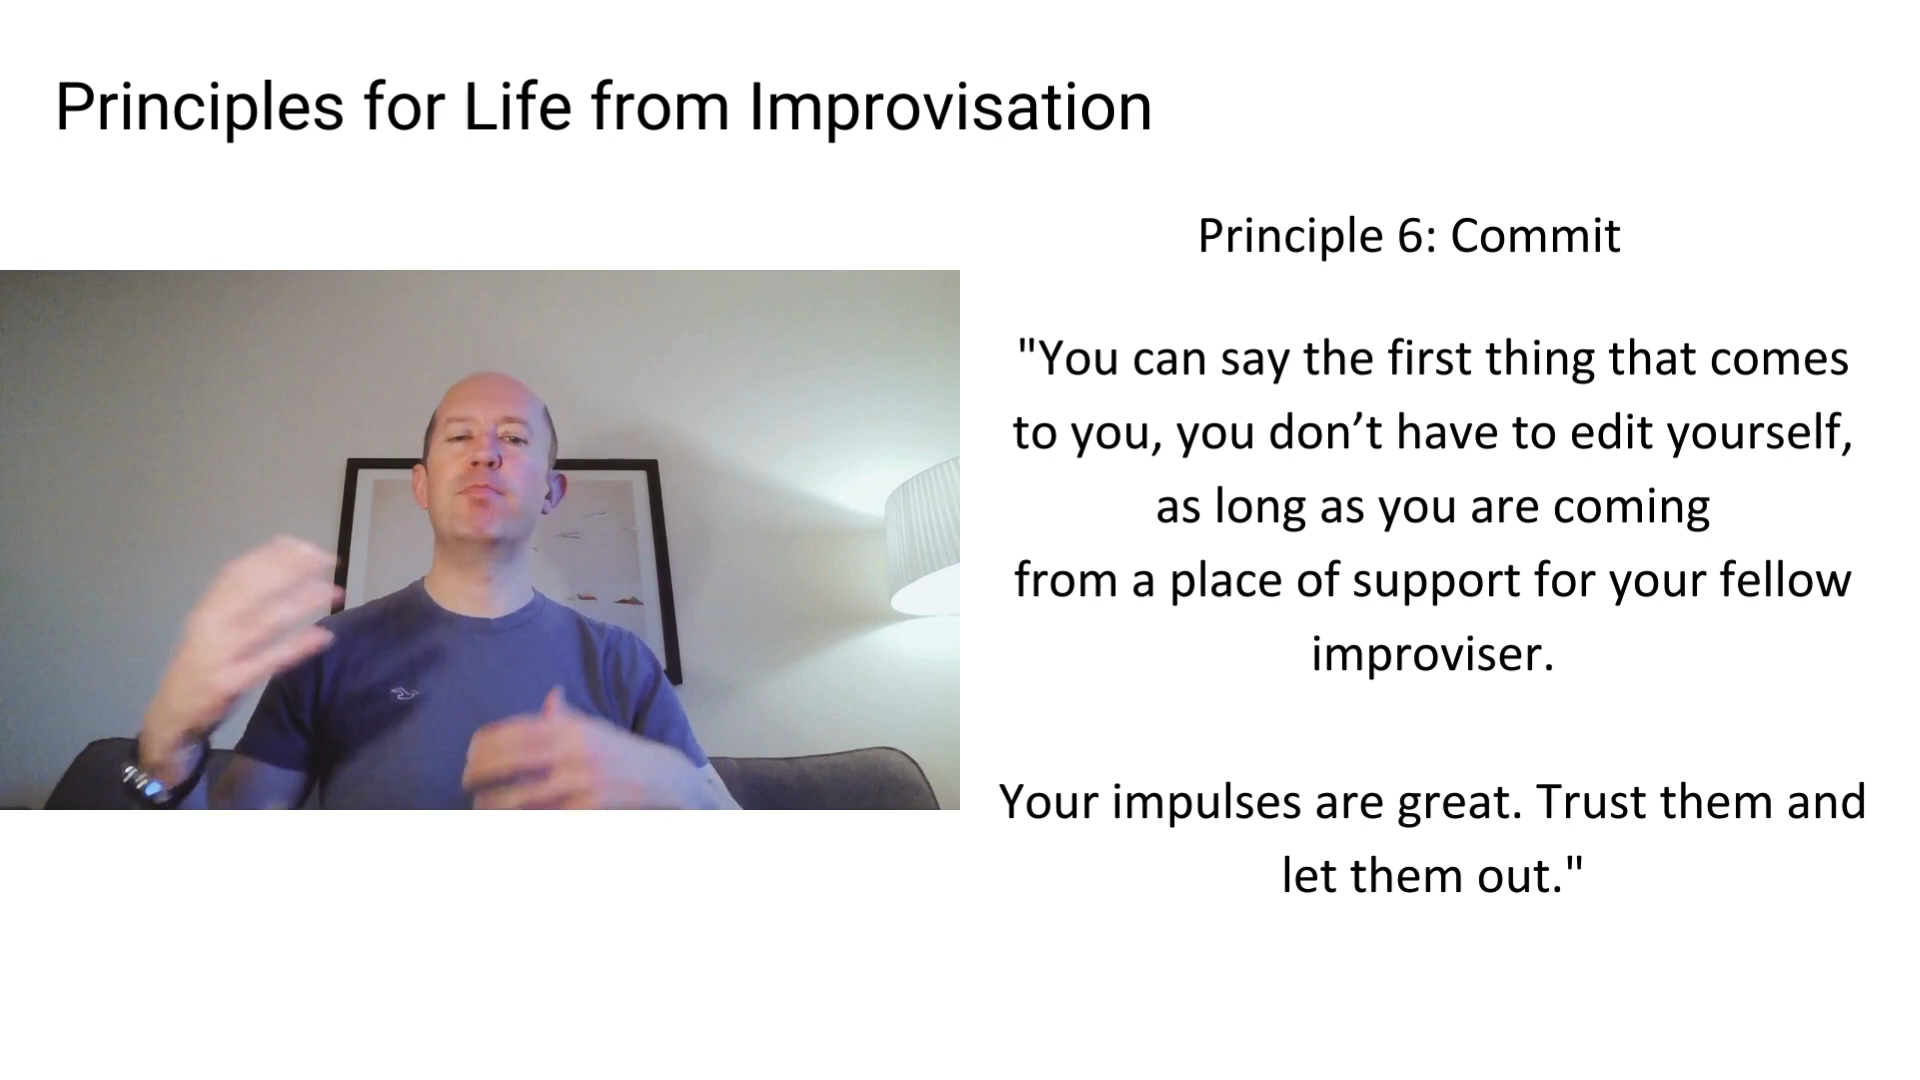 Principles for Life from Improvisation
Principle 6: Commit
"You can say the first thing that comes
to you, you don’t have to edit yourself,
as long as you are coming
from a place of support for your fellow
improviser.
Your impulses are great. Trust them and
let them out."